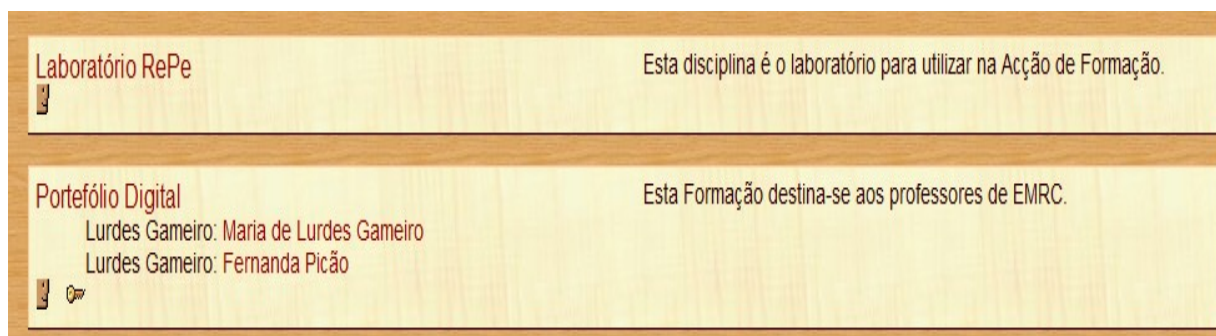 Laboratório RePe
Esta disciplina é o laboratório para utilizar na Acção de Formação.
Portefólio Digital
Esta Formação destina-se aos professores de EMRC.
Lurdes Gameiro: Maria de Lurdes Gameiro
Lurdes Gameiro: Fernanda Picão